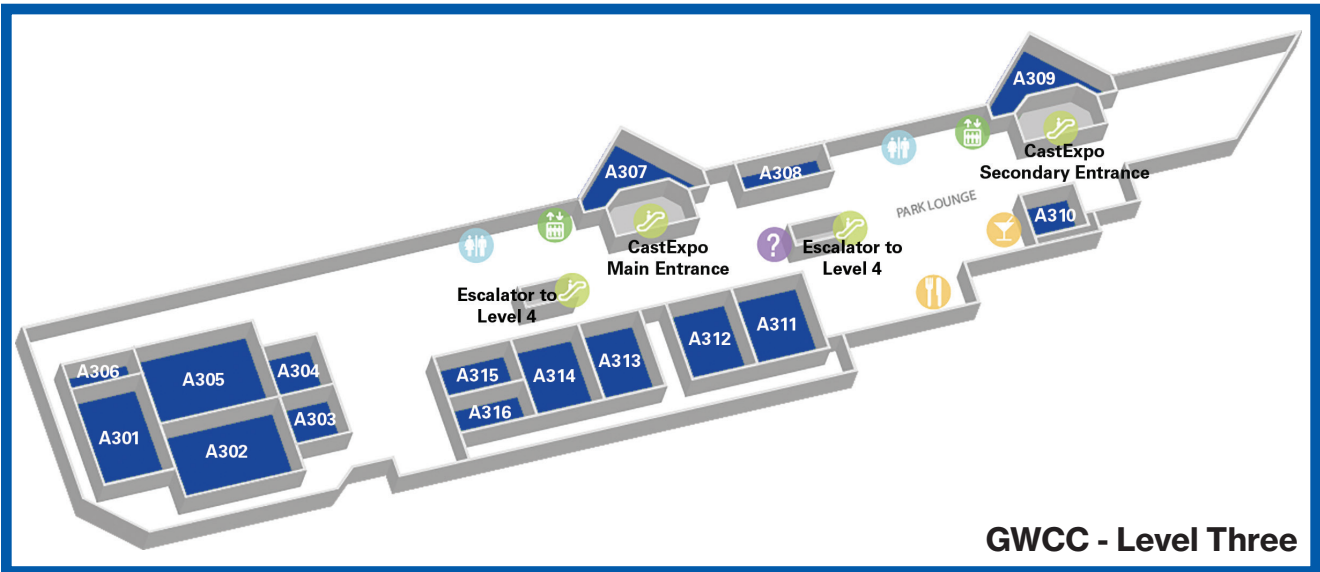 A309
CastExpo
Secondary Entrance
A307
A308
PARK LOUNGE
A310
CastExpo
Main Entrance
?
Escalator to
Level 4
Escalator to
Level 4
A311
A312
A313
A314
A315
A316
A306
A305
A304
A303
A301
A302
GWCC - Level Three